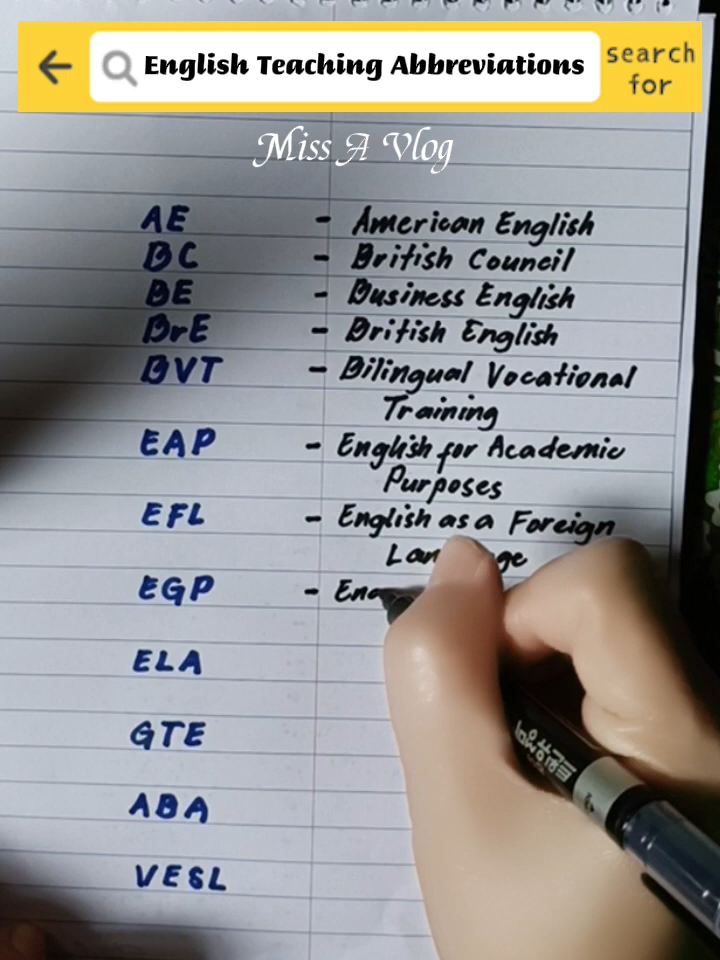 English Teaching Abbreviations
search
for
Miss A Vlog
AE - American English
BC - British Council
BE - Business English
BrE - British English
BVT - Bilingual Vocational
Training
EAP - English for Academic
Purposes
EFL - English as a Foreign
EGP -
ELA
GTE
ABA
VESL